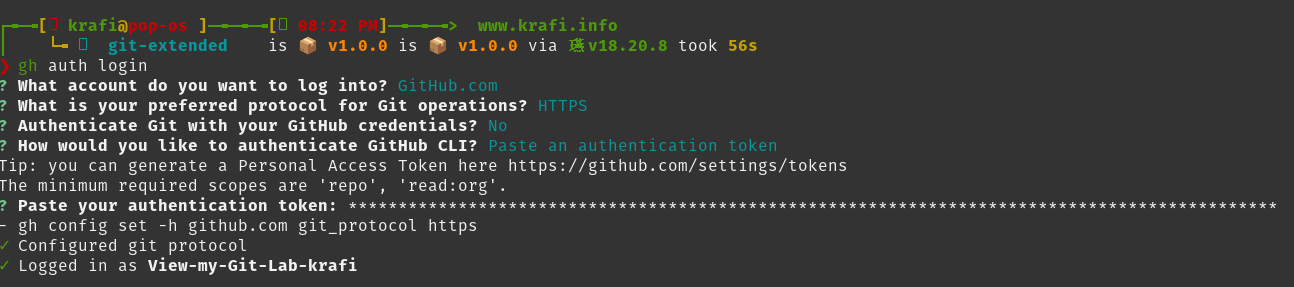 [ krafi@pop-os ][ 08:22 PM]> www.krafi.info
git-extended is 📦 v1.0.0 is 📦 v1.0.0 via v18.20.8 took 56s
❯ gh auth login
? What account do you want to log into? GitHub.com
? What is your preferred protocol for Git operations? HTTPS
? Authenticate Git with your GitHub credentials? No
? How would you like to authenticate GitHub CLI? Paste an authentication token
Tip: you can generate a Personal Access Token here https://github.com/settings/tokens
The minimum required scopes are 'repo', 'read:org'.
? Paste your authentication token: *********************************************************************************************
- gh config set -h github.com git_protocol https
✓ Configured git protocol
✓ Logged in as View-my-Git-Lab-krafi